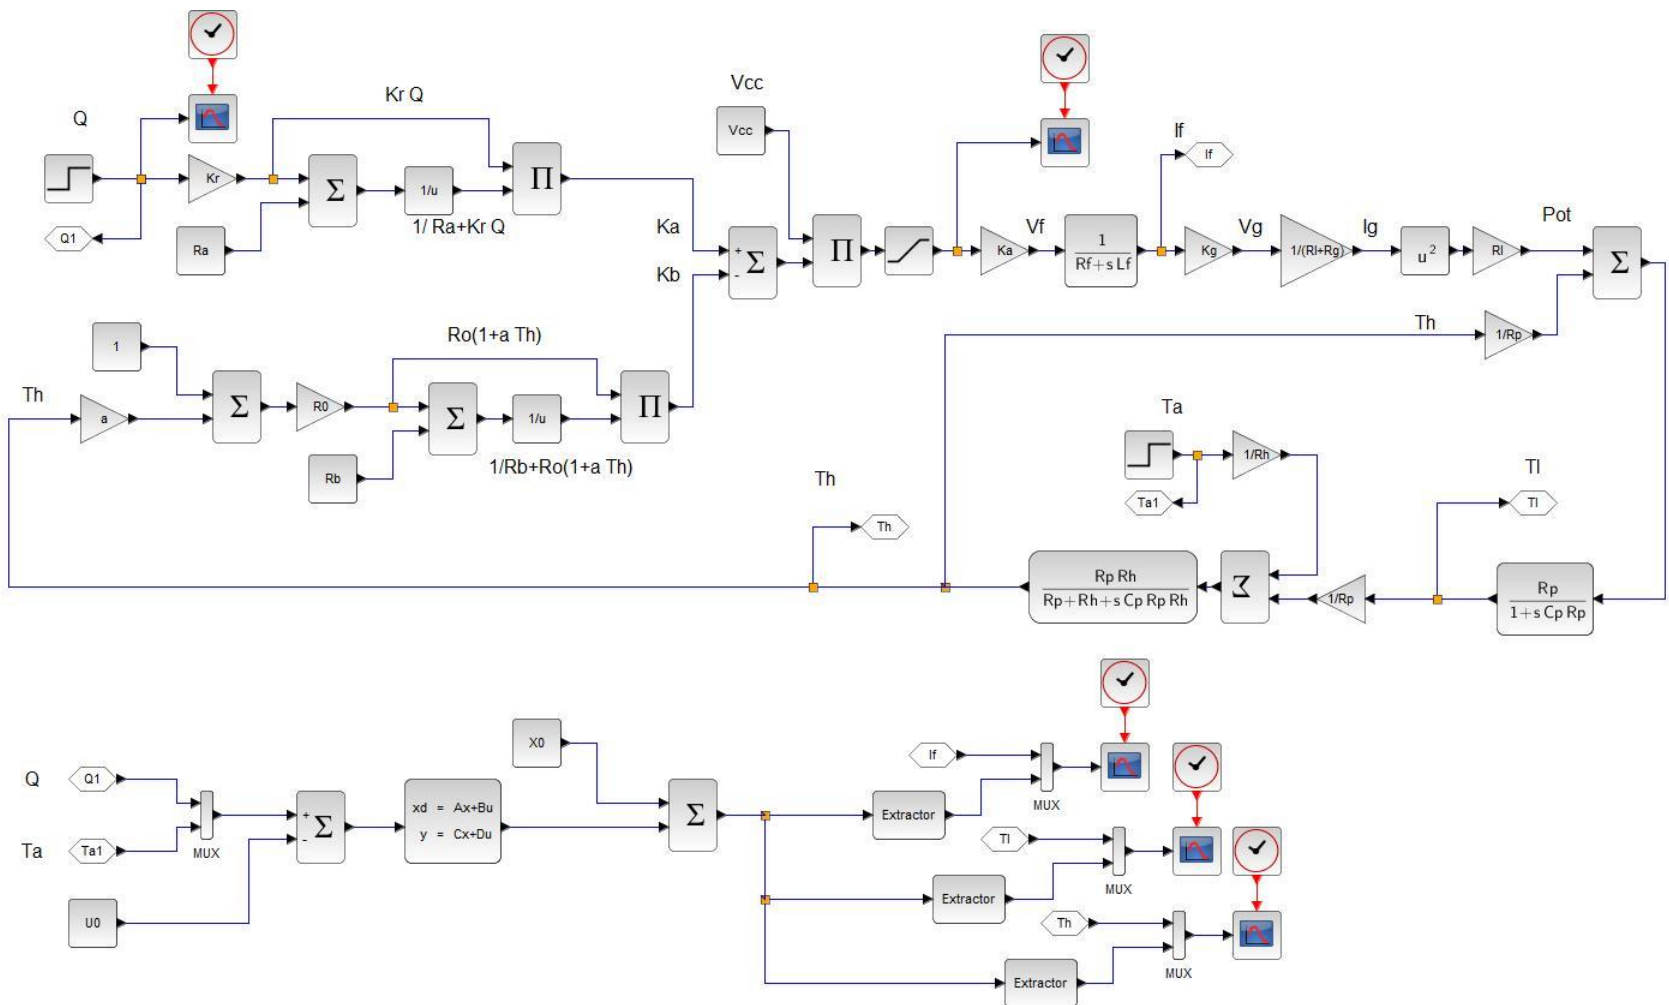 Q
Kr Q
Vcc
Vcc
If
If
Kr
Σ
1/u
Π
1/ Ra+Kr Q
Q1
Ra
Ka
Kb
+
-
Σ
Π
Ka
Vf
1
Rf+s Lf
Kg
Vg
1/(Rl+Rg)
Ig
u 2
Rl
Pot
Σ
Th
1/Rp
1
Ro(1+a Th)
Th
a
Σ
R0
Σ
1/u
Π
Rb
1/Rb+Ro(1+a Th)
Th
Th
Ta
1/Rh
Ta1
Tl
Tl
Rp Rh
Rp+Rh+s Cp Rp Rh
Σ
1/Rp
Rp
1+s Cp Rp
Q
Q1
Ta
Ta1
MUX
U0
+
-
Σ
xd = Ax+Bu
y = Cx+Du
X0
Σ
If
Extractor
MUX
Tl
Extractor
MUX
Th
Extractor
MUX